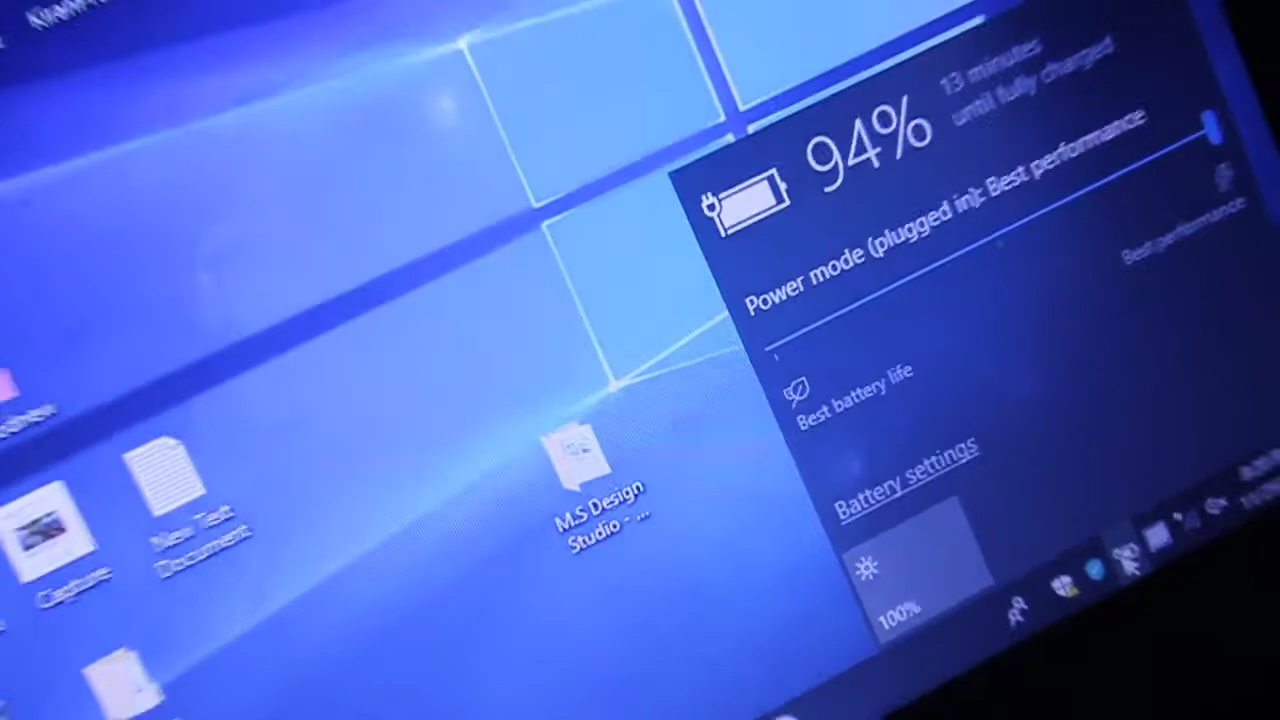 94%
13 minutes
until fully charged
Power mode (plugged in): Best performance
Best performance
Best battery life
Battery settings
100%
M.S Design
Studio - ...
New Text
Document
Capture